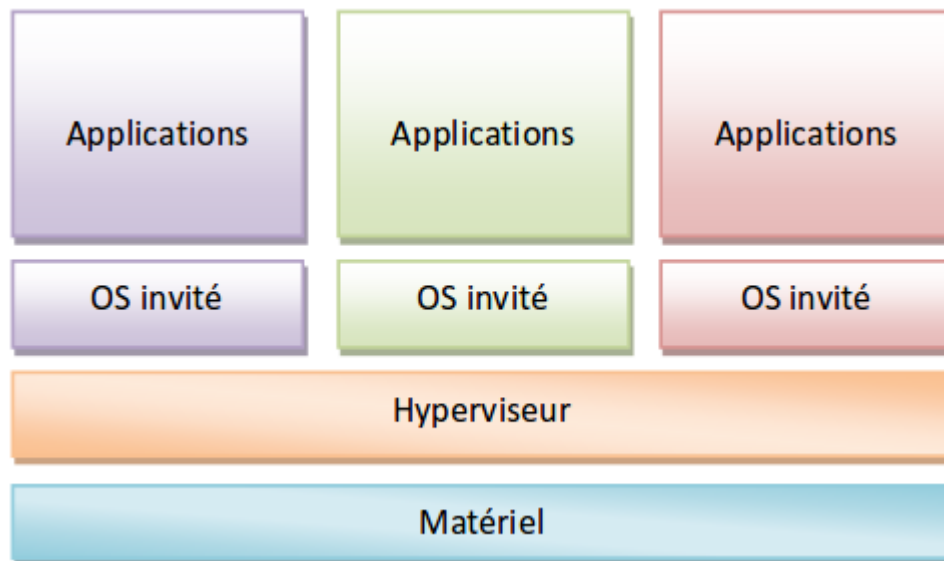 Applications
Applications
Applications
OS invité
OS invité
OS invité
Hyperviseur
Matériel